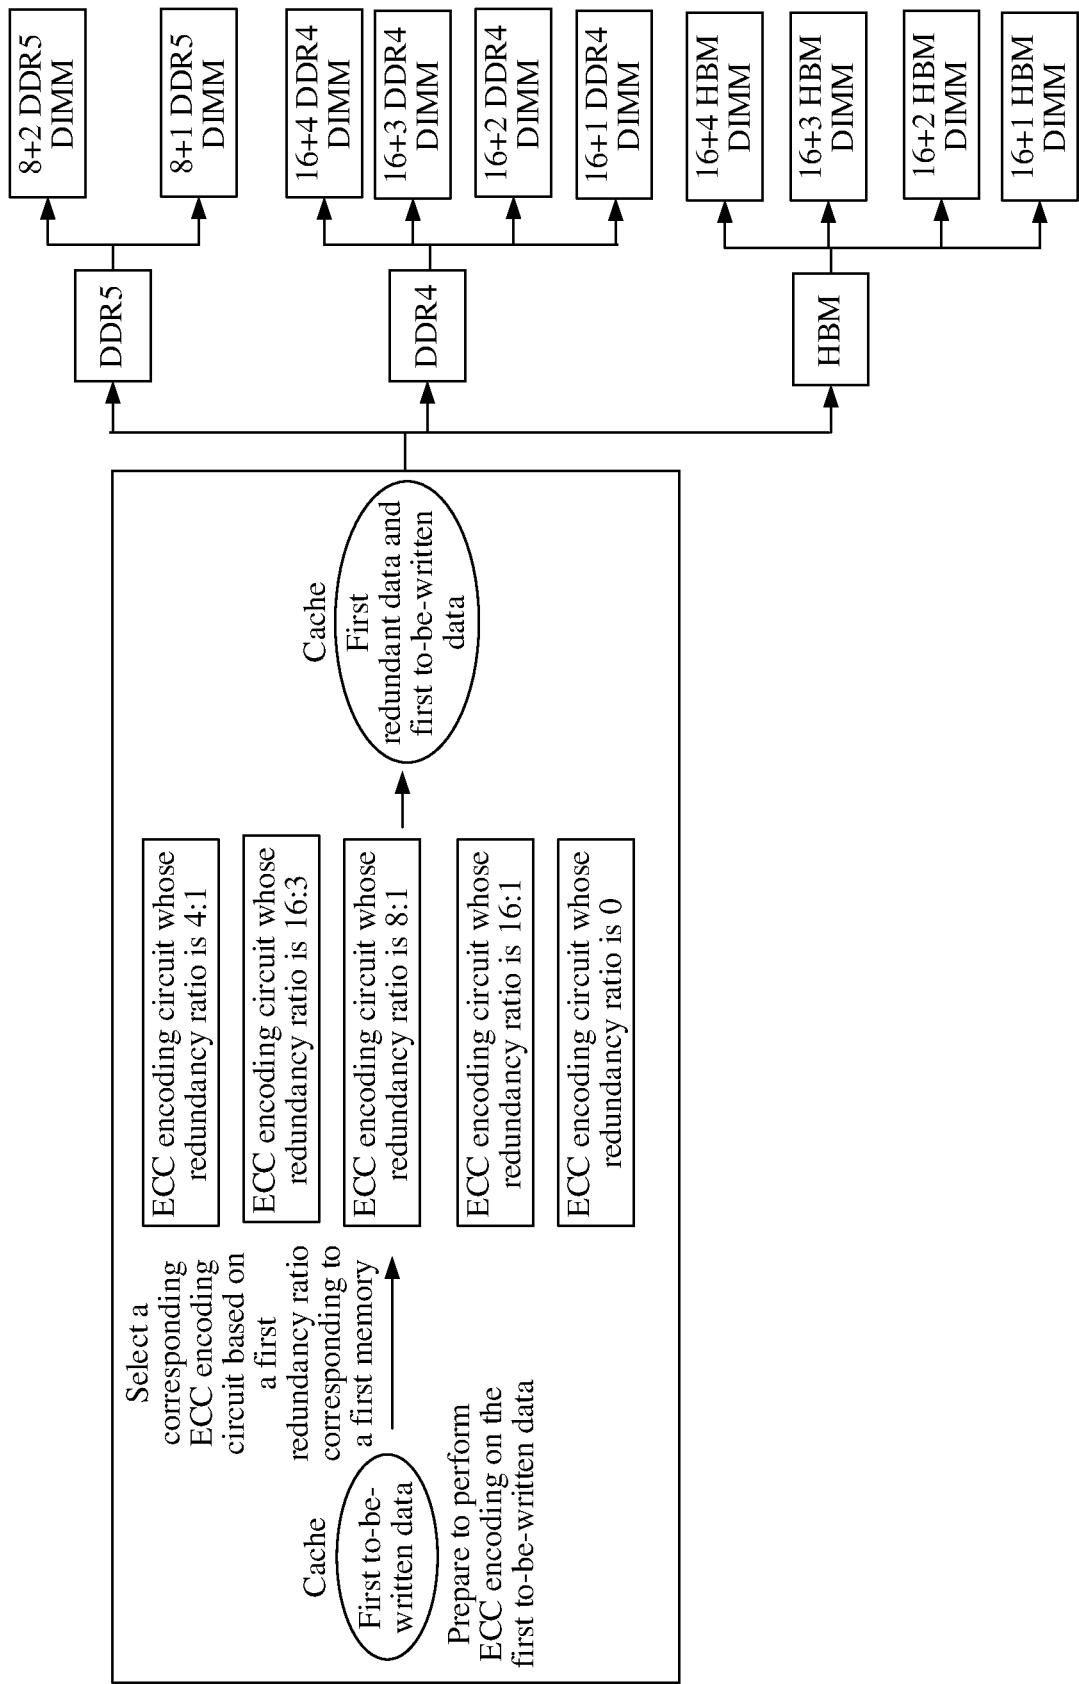 Cache
First to-be-
written data
Prepare to perform
ECC encoding on the
first to-be-written data
Select a
corresponding
ECC encoding
circuit based on
a first
redundancy ratio
corresponding to
a first memory
ECC encoding circuit whose
redundancy ratio is 4:1
ECC encoding circuit whose
redundancy ratio is 16:3
ECC encoding circuit whose
redundancy ratio is 8:1
ECC encoding circuit whose
redundancy ratio is 16:1
ECC encoding circuit whose
redundancy ratio is 0
Cache
First
redundant data and
first to-be-written
data
DDR5
DDR4
HBM
8+2 DDR5
DIMM
8+1 DDR5
DIMM
16+4 DDR4
DIMM
16+3 DDR4
DIMM
16+2 DDR4
DIMM
16+1 DDR4
DIMM
16+4 HBM
DIMM
16+3 HBM
DIMM
16+2 HBM
DIMM
16+1 HBM
DIMM